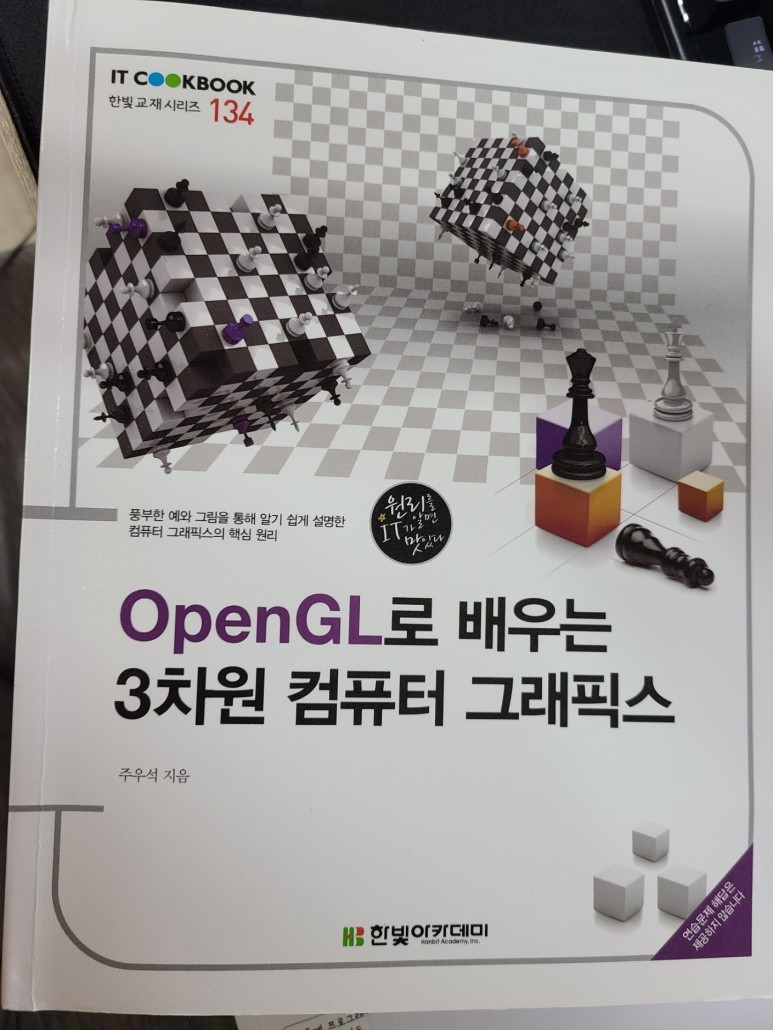 IT COOKBOOK
한빛 교재 시리즈 134
풍부한 예와 그림을 통해 알기 쉽게 설명한
컴퓨터 그래픽스의 핵심 원리
원리를
알면
IT가
맛있다
OpenGL로 배우는
3차원 컴퓨터 그래픽스
주우석 지음
연습문제 해답은
제공하지 않습니다
HB 한빛아카데미
Hanbit Academy, Inc.